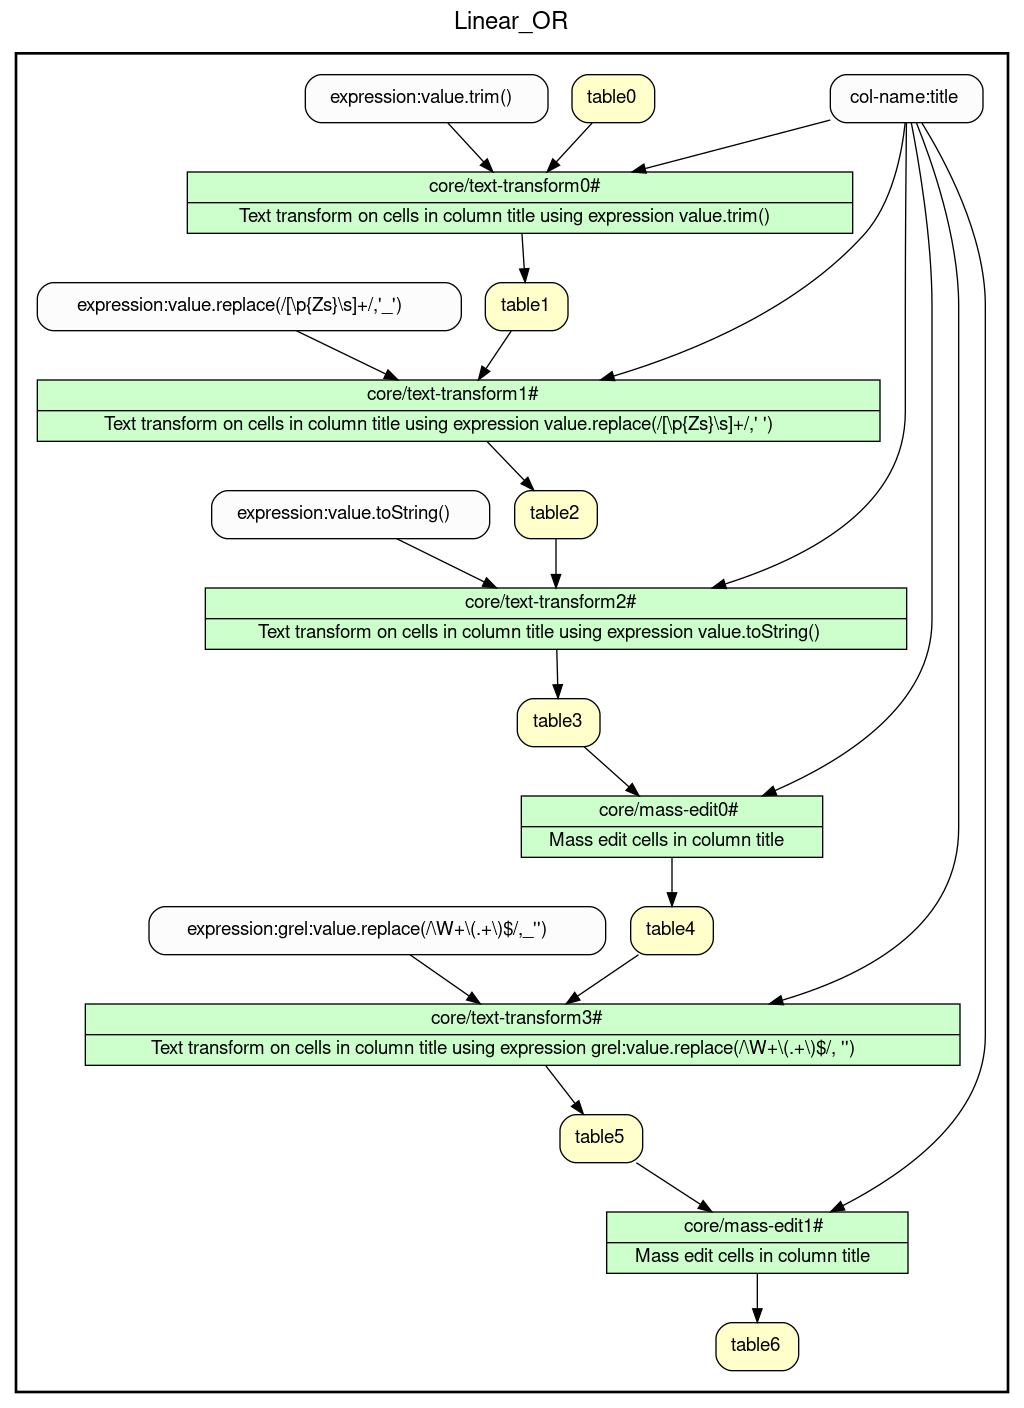 Linear_OR
expression:value.trim()
table0
col-name:title
core/text-transform0#
Text transform on cells in column title using expression value.trim()
expression:value.replace(/[\p{Zs}\s]+/,'_')
table1
core/text-transform1#
Text transform on cells in column title using expression value.replace(/[\p{Zs}\s]+/,' ')
expression:value.toString()
table2
core/text-transform2#
Text transform on cells in column title using expression value.toString()
table3
core/mass-edit0#
Mass edit cells in column title
expression:grel:value.replace(/\W+\(.+\)$/,_'')
table4
core/text-transform3#
Text transform on cells in column title using expression grel:value.replace(/\W+\(.+\)$/, '')
table5
core/mass-edit1#
Mass edit cells in column title
table6